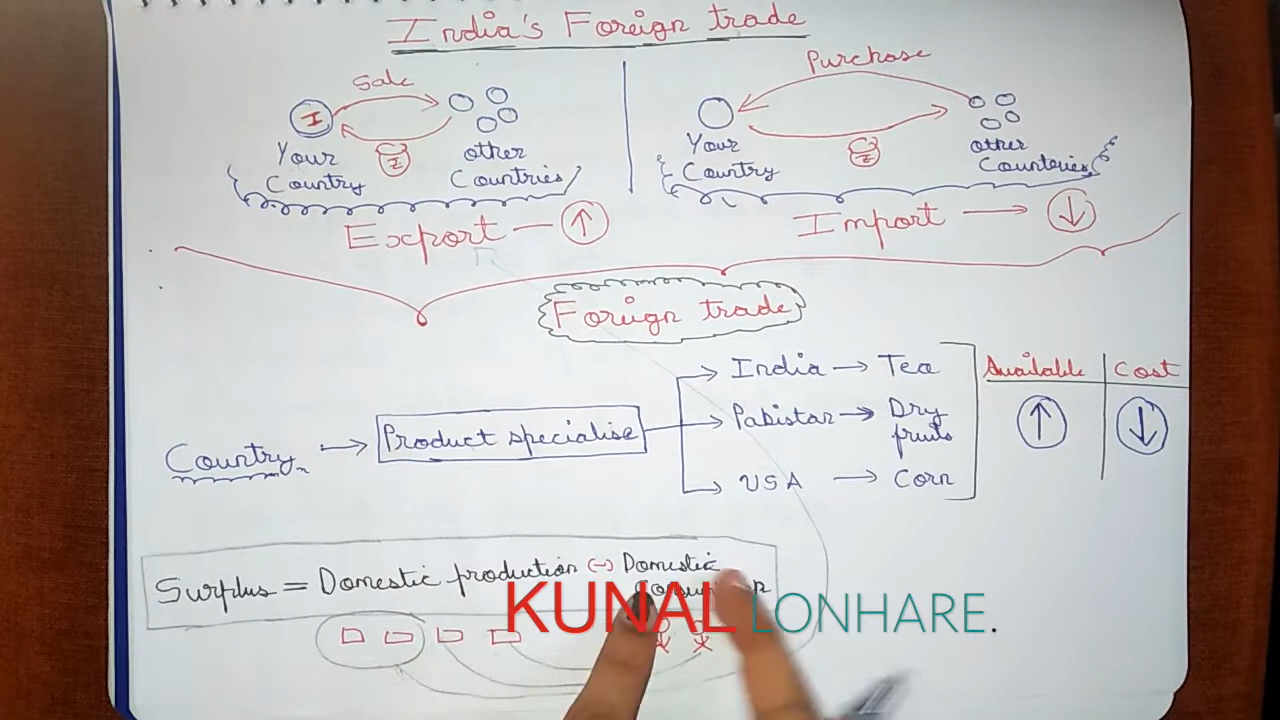 India's Foreign trade
Sale
I
₹
Your
Country
other
Countries
Export — ↑
Purchase
₹
Your
Country
other
Counteries
Import → ↓
Foreign trade
Country → Product specialise
India → Tea
Pakistan → Dry
fruits
USA → Corn
Available
Cost
↑
↓
Surplus = Domestic production (-) Domestic
KUNAL LONHARE.